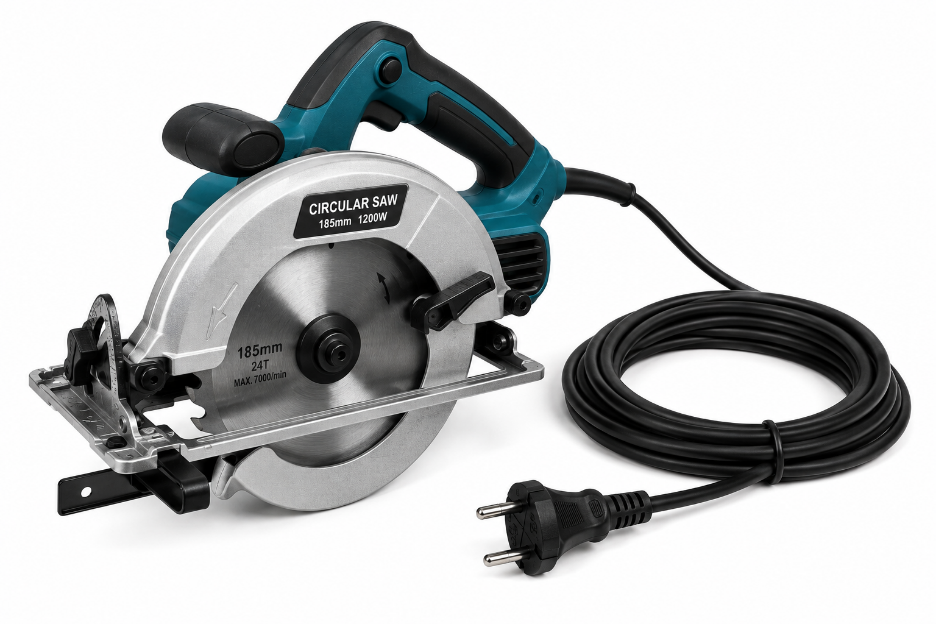 CIRCULAR SAW
185mm 1200W
185mm
24T
MAX. 7000/min